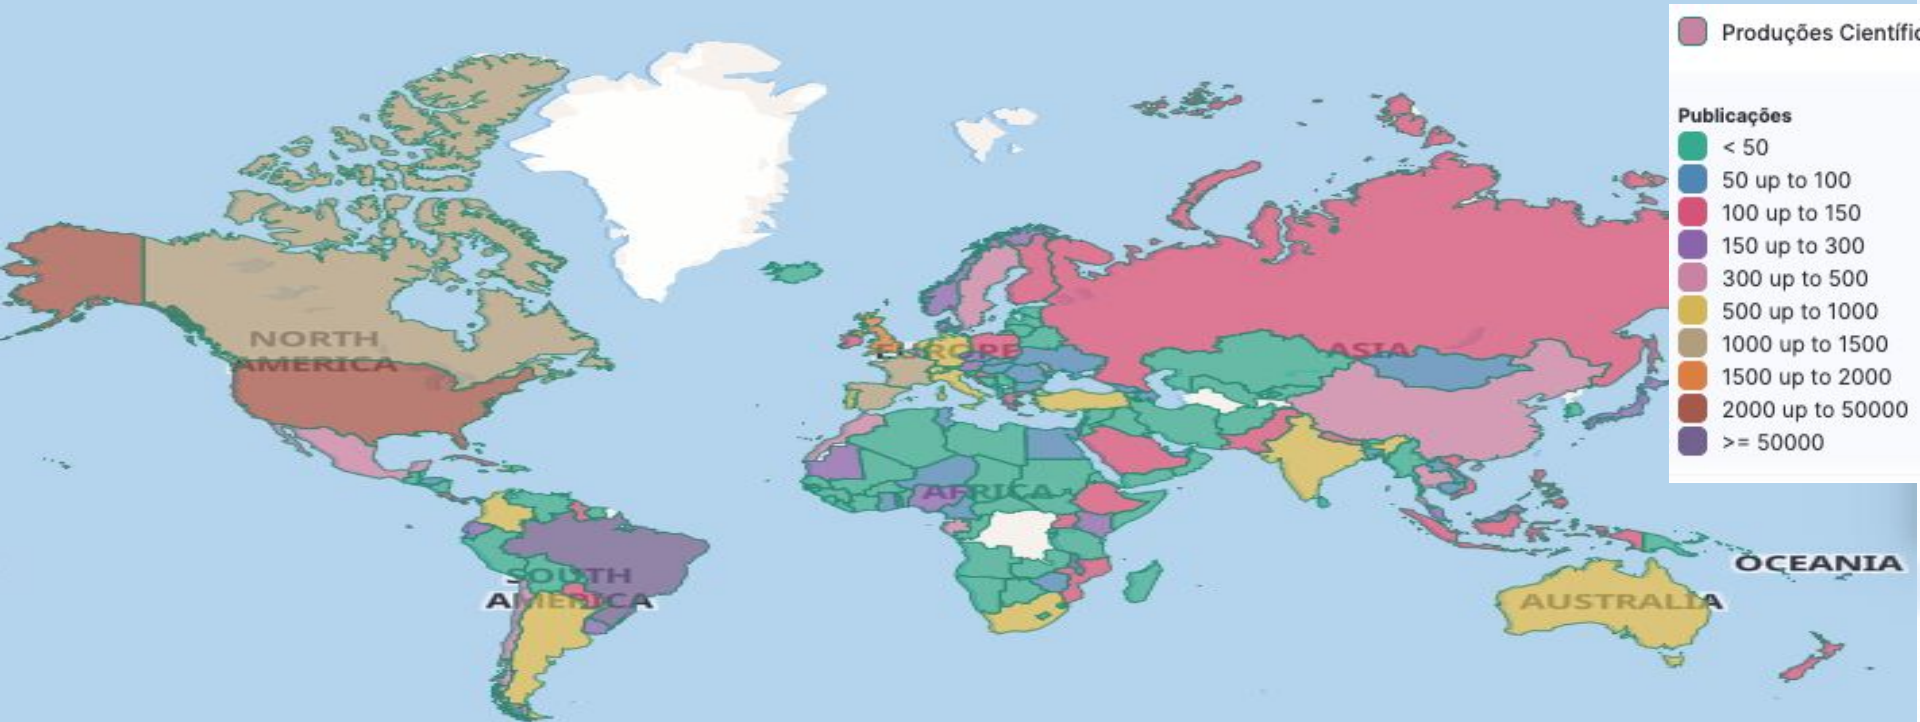 Produções Científic
Publicações
< 50
50 up to 100
100 up to 150
150 up to 300
300 up to 500
500 up to 1000
1000 up to 1500
1500 up to 2000
2000 up to 50000
>= 50000
NORTH
AMERICA
EUROPE
ASIA
AFRICA
SOUTH
AMERICA
OCEANIA
AUSTRALIA